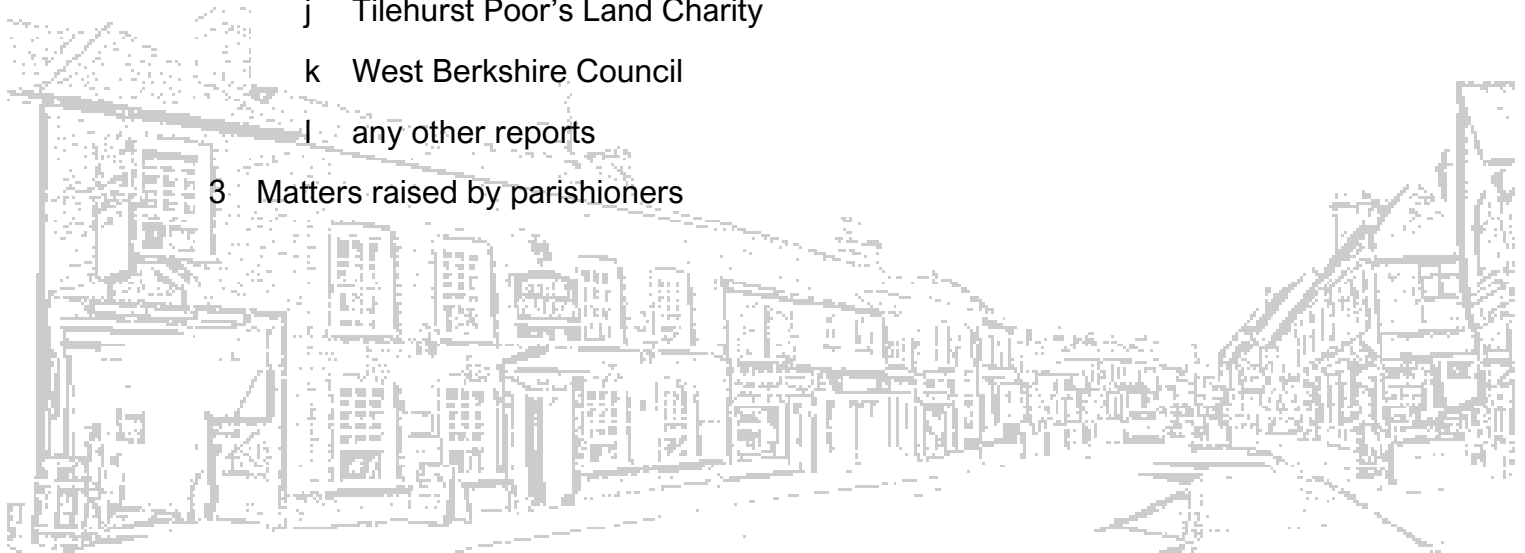 j Tilehurst Poor’s Land Charity
k West Berkshire Council
l any other reports
3 Matters raised by parishioners